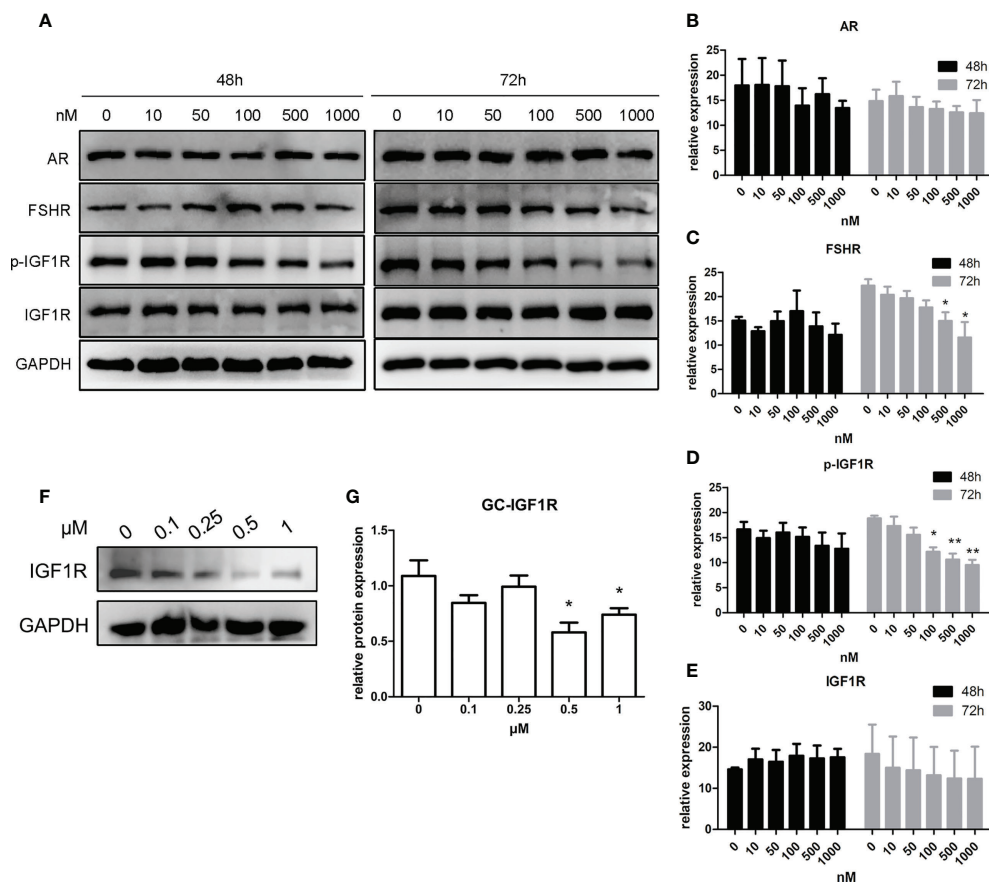 A
48h
72h
nM 0 10 50 100 500 1000 0 10 50 100 500 1000
AR
FSHR
p-IGF1R
IGF1R
GAPDH
B
AR
48h
72h
relative expression
25
20
15
10
5
0
0 10 50 100 500 1000 0 10 50 100 500 1000
nM
C
FSHR
48h
72h
relative expression
25
20
15
10
5
0
* *
0 10 50 100 500 1000 0 10 50 100 500 1000
nM
D
p-IGF1R
48h
72h
relative expression
25
20
15
10
5
0
* ** **
0 10 50 100 500 1000 0 10 50 100 500 1000
nM
E
IGF1R
48h
72h
relative expression
30
20
10
0
0 10 50 100 500 1000 0 10 50 100 500 1000
nM
F
µM 0 0.1 0.25 0.5 1
IGF1R
GAPDH
G
GC-IGF1R
relative protein expression
1.5
1.0
0.5
0.0
* *
0 0.1 0.25 0.5 1
µM